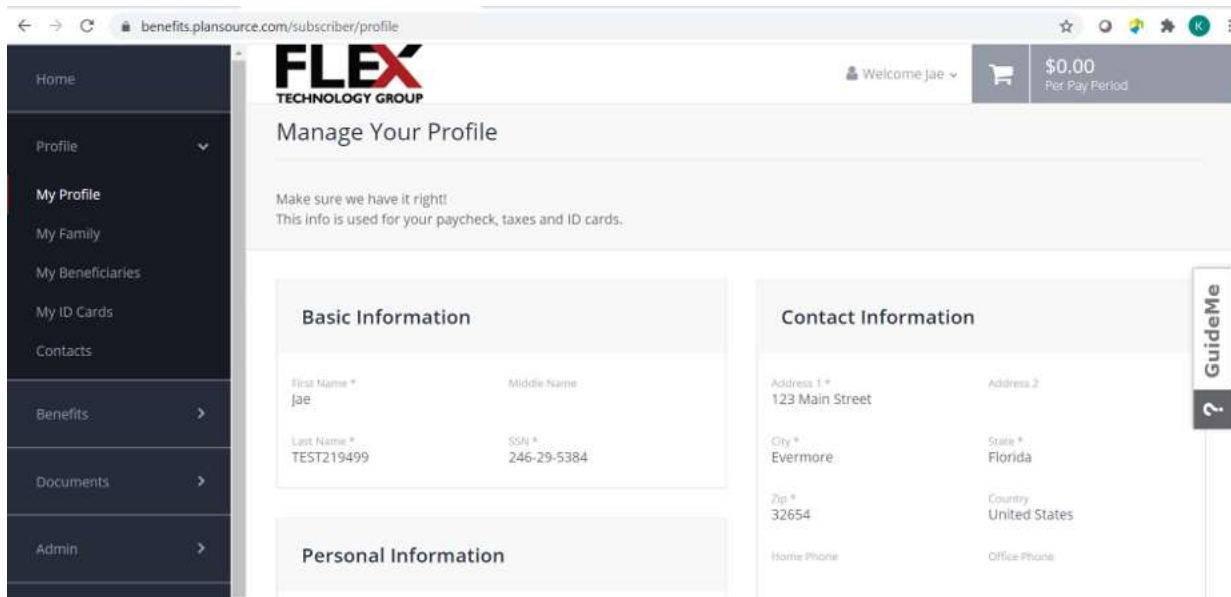 benefits.plansource.com/subscriber/profile
K
Home
Profile
My Profile
My Family
My Beneficiaries
My ID Cards
Contacts
Benefits
Documents
Admin
FLEX
TECHNOLOGY GROUP
Welcome Jae
$0.00
Per Pay Period
Manage Your Profile
Make sure we have it right!
This info is used for your paycheck, taxes and ID cards.
Basic Information
First Name * Middle Name
Jae
Last Name * SSN *
TEST219499 246-29-5384
Personal Information
Contact Information
Address 1 * Address 2
123 Main Street
City * State *
Evermore Florida
Zip * Country
32654 United States
Home Phone Office Phone
GuideMe
?